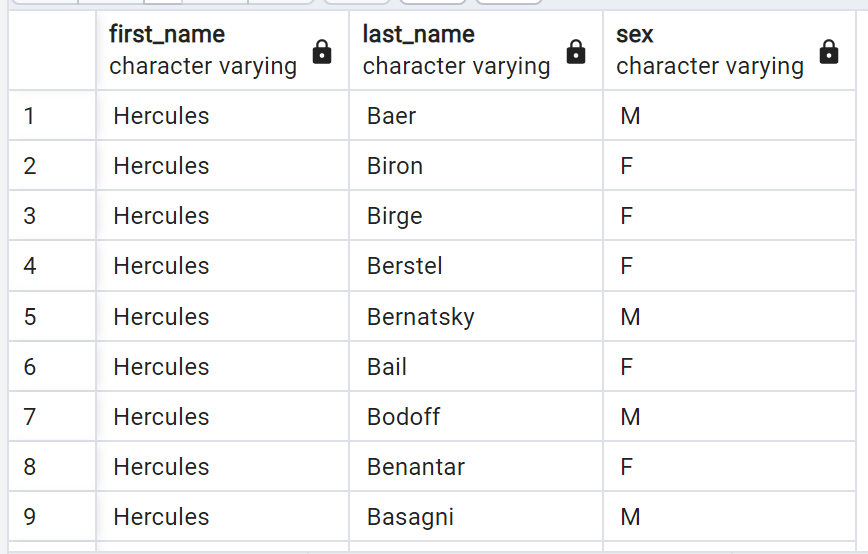 first_name last_name sex
character varying character varying character varying
1 Hercules Baer M
2 Hercules Biron F
3 Hercules Birge F
4 Hercules Berstel F
5 Hercules Bernatsky M
6 Hercules Bail F
7 Hercules Bodoff M
8 Hercules Benantar F
9 Hercules Basagni M